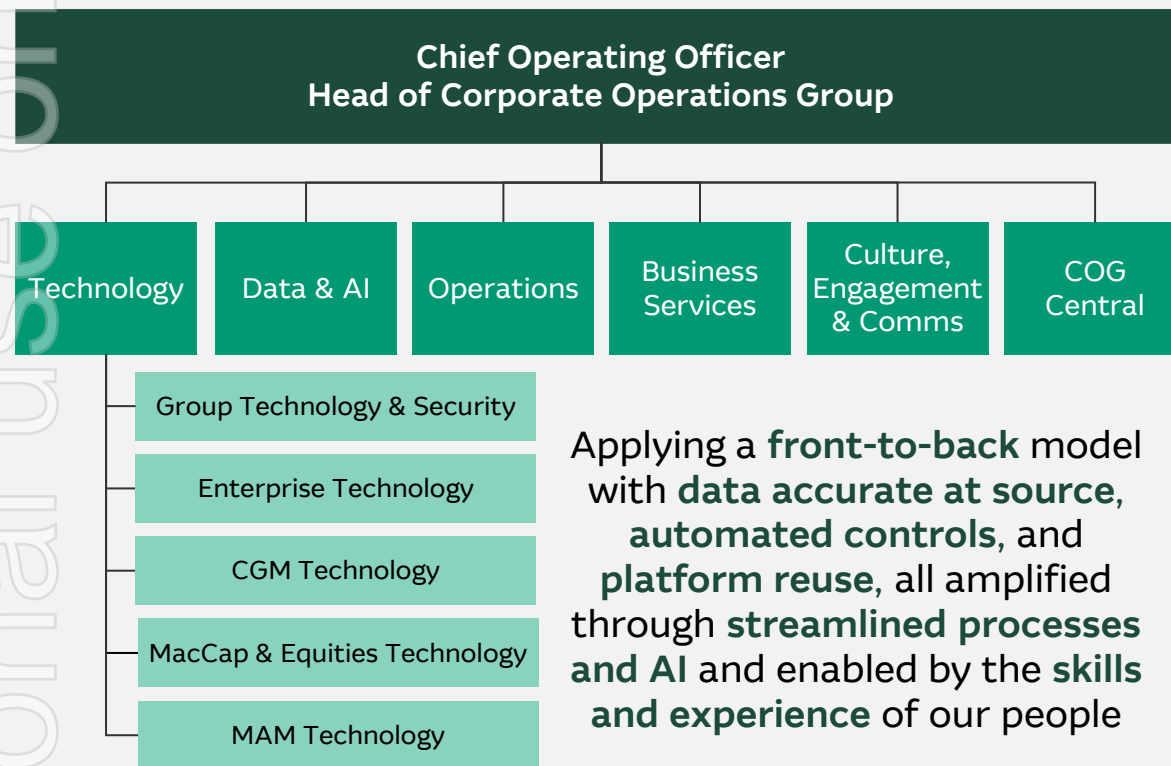 Chief Operating Officer
Head of Corporate Operations Group
Technology
Data & AI
Operations
Business
Services
Culture,
Engagement
& Comms
COG
Central
Group Technology & Security
Enterprise Technology
CGM Technology
MacCap & Equities Technology
MAM Technology
Applying a front-to-back model
with data accurate at source,
automated controls, and
platform reuse, all amplified
through streamlined processes
and AI and enabled by the skills
and experience of our people